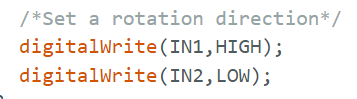 /*Set a rotation direction*/
digitalWrite(IN1,HIGH);
digitalWrite(IN2,LOW);